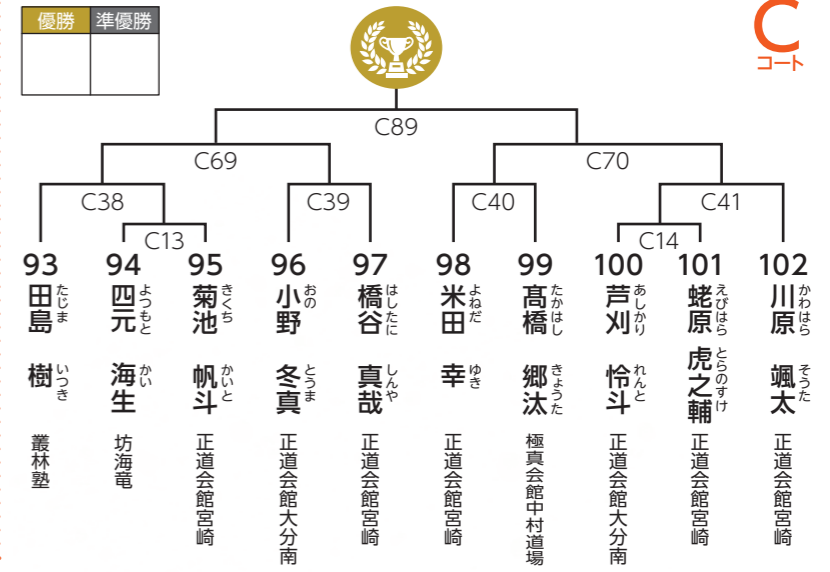 優勝 準優勝
C
コート
C89
C69 C70
C38 C39 C40 C41
C13 C14
93 94 95 96 97 98 99 100 101 102
田島 樹
たじま いつき
叢林塾
四元 海生
よつもと かい
坊海竜
菊池 帆斗
きくち かいと
正道会館宮崎
小野 冬真
おの とうま
正道会館大分南
橋谷 真哉
はしたに しんや
正道会館宮崎
米田 幸
よねだ ゆき
正道会館宮崎
髙橋 郷汰
たかはし きょうた
極真会館中村道場
芦刈 怜斗
あしかり れんと
正道会館大分南
蛯原 虎之輔
えびはら とらのすけ
正道会館宮崎
川原 颯太
かわはら そうた
正道会館宮崎